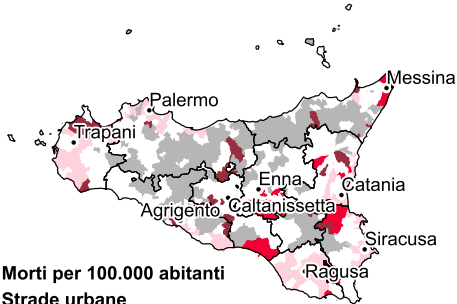 Messina
Palermo
Trapani
Enna
Catania
Caltanissetta
Agrigento
Siracusa
Ragusa
Morti per 100.000 abitanti
Strade urbane